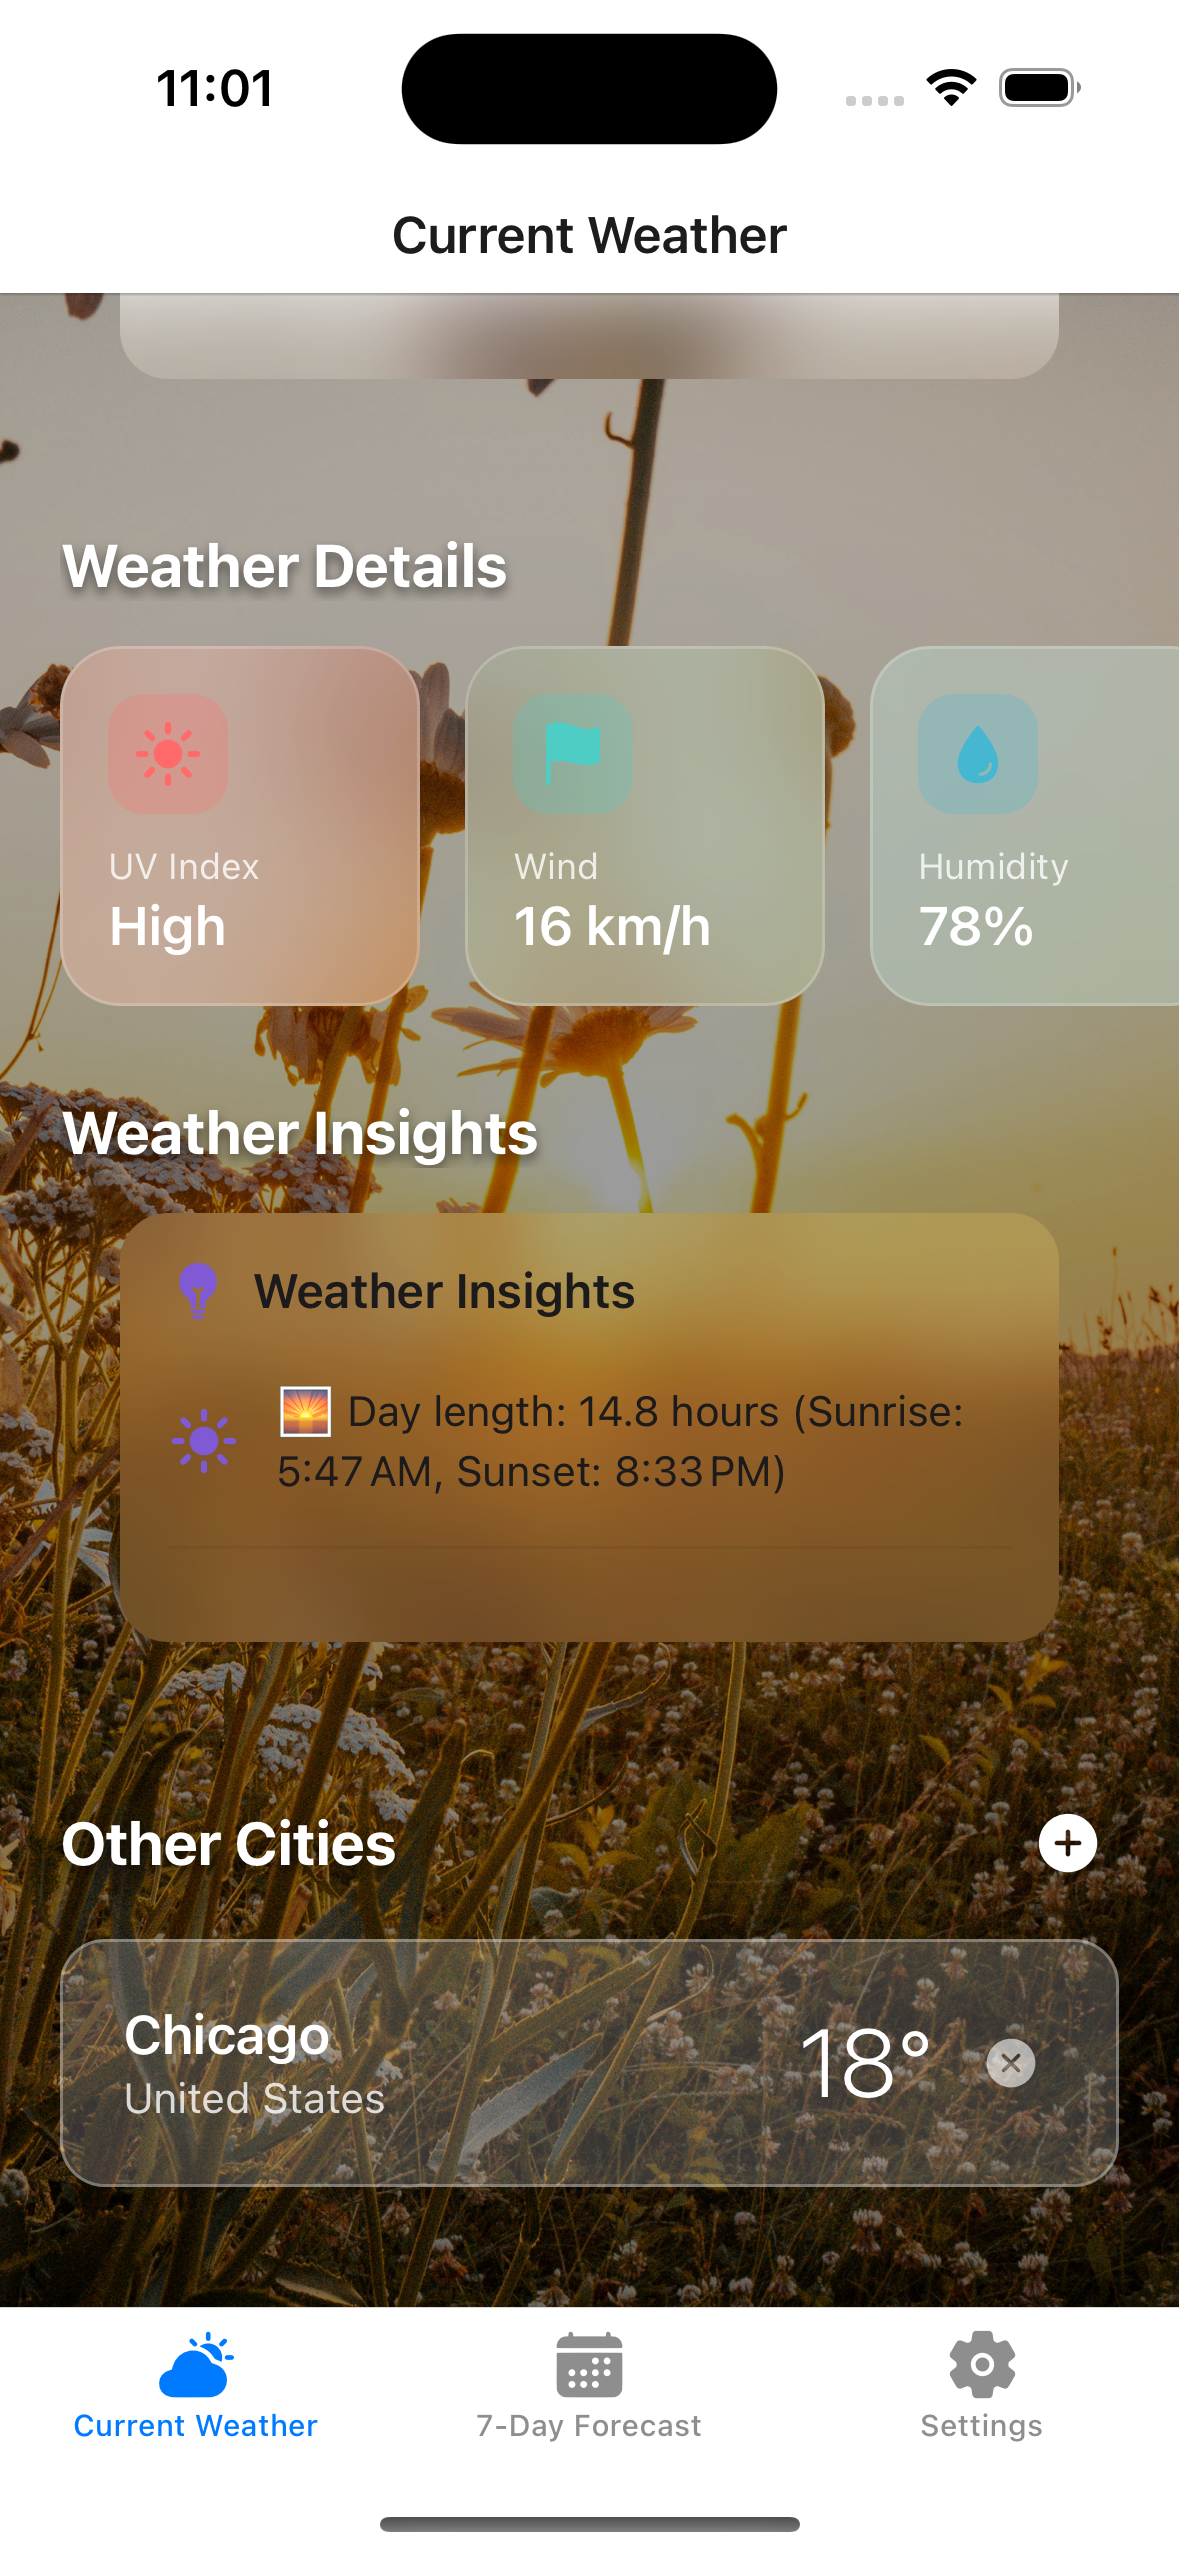 11:01
Current Weather
Weather Details
UV Index
High
Wind
16 km/h
Humidity
78%
Weather Insights
Weather Insights
🌅 Day length: 14.8 hours (Sunrise:
5:47 AM, Sunset: 8:33 PM)
Other Cities
Chicago
United States
18°
Current Weather
7-Day Forecast
Settings